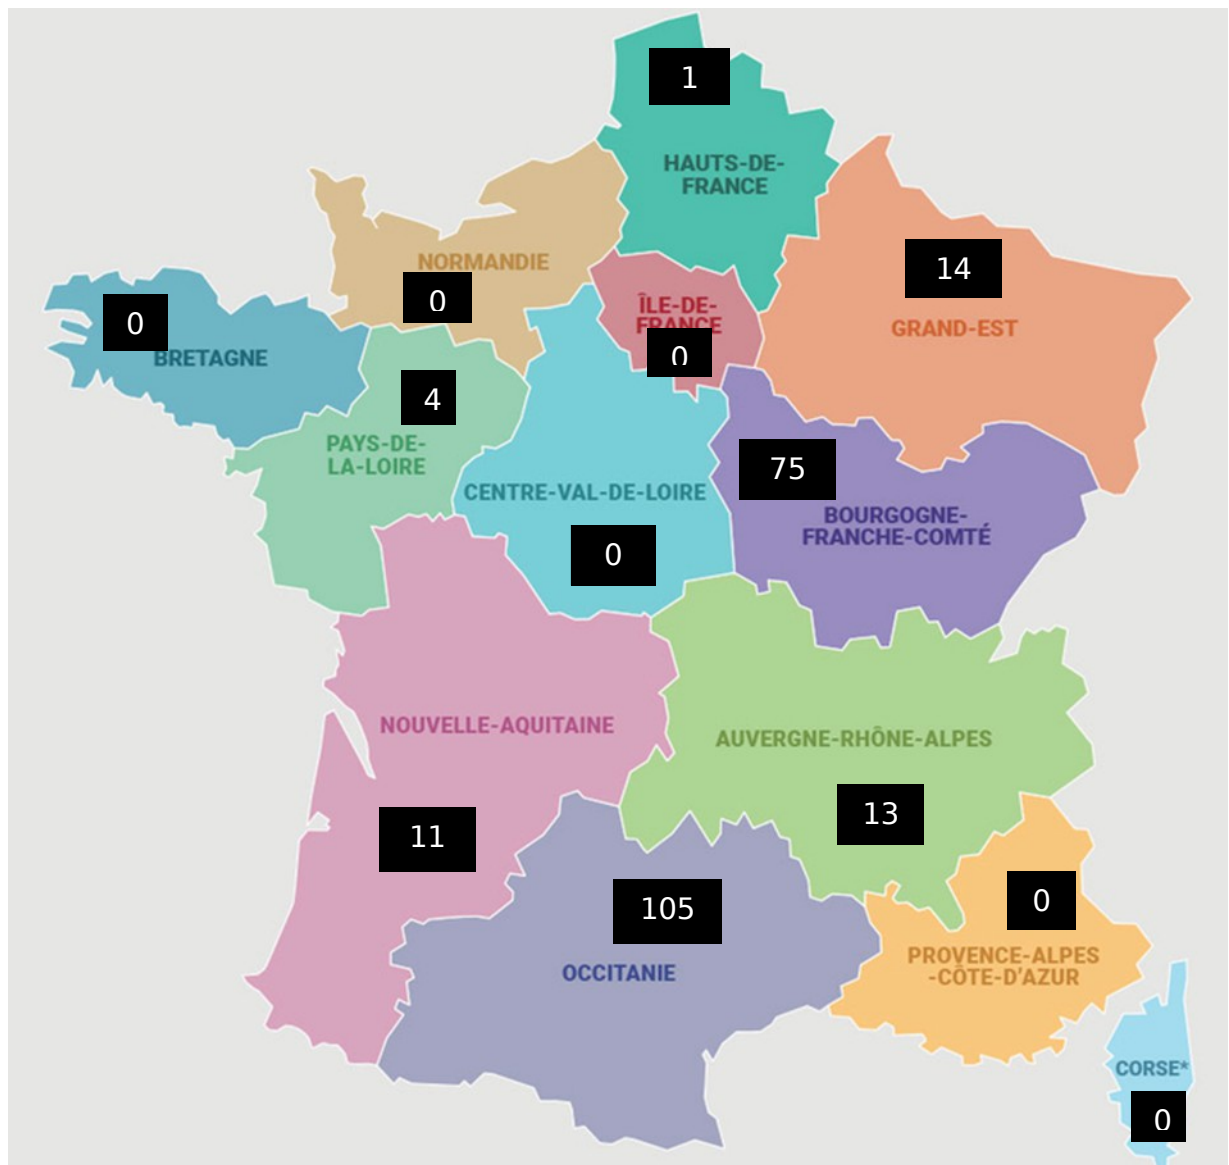 1
HAUTS-DE-
FRANCE
NORMANDIE
0
ÎLE-DE-
FRANCE
0
14
GRAND-EST
0
BRETAGNE
4
PAYS-DE-
LA-LOIRE
CENTRE-VAL-DE-LOIRE
0
75
BOURGOGNE-
FRANCHE-COMTÉ
NOUVELLE-AQUITAINE
11
AUVERGNE-RHÔNE-ALPES
13
105
OCCITANIE
0
PROVENCE-ALPES
-CÔTE-D'AZUR
CORSE*
0